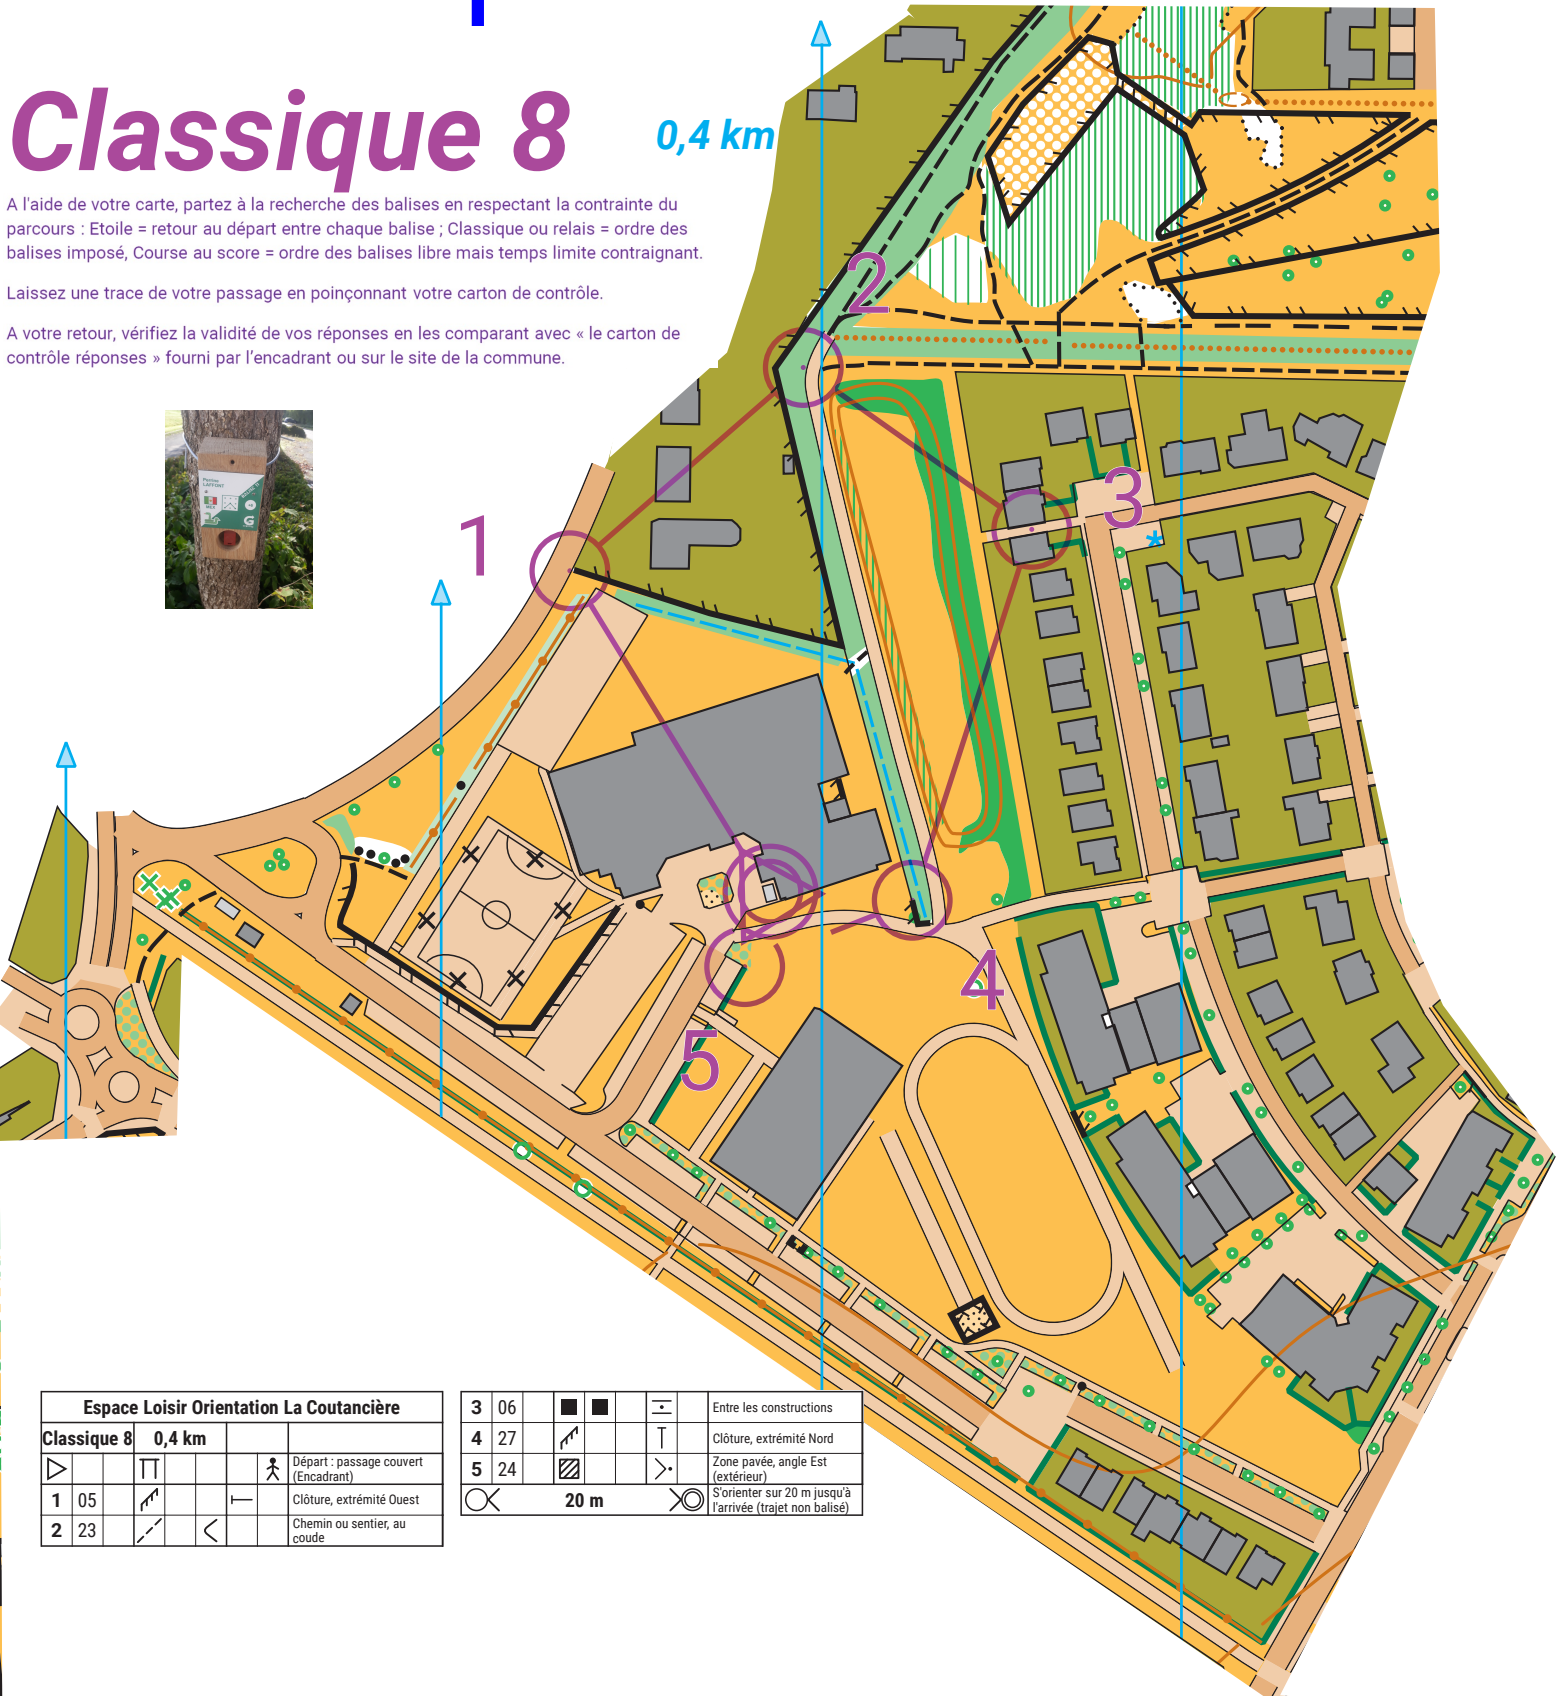 Classique 8
0,4 km
A l'aide de votre carte, partez à la recherche des balises en respectant la contrainte du
parcours : Etoile = retour au départ entre chaque balise ; Classique ou relais = ordre des
balises imposé, Course au score = ordre des balises libre mais temps limite contraignant.
Laissez une trace de votre passage en poinçonnant votre carton de contrôle.
A votre retour, vérifiez la validité de vos réponses en les comparant avec « le carton de
contrôle réponses » fourni par l'encadrant ou sur le site de la commune.
2
3
1
4
5
Espace Loisir Orientation La Coutancière
Classique 8 0,4 km
Départ : passage couvert
(Encadrant)
1 05 Clôture, extrémité Ouest
2 23 Chemin ou sentier, au
coude
3 06 Entre les constructions
4 27 Clôture, extrémité Nord
5 24 Zone pavée, angle Est
(extérieur)
20 m S'orienter sur 20 m jusqu'à
l'arrivée (trajet non balisé)